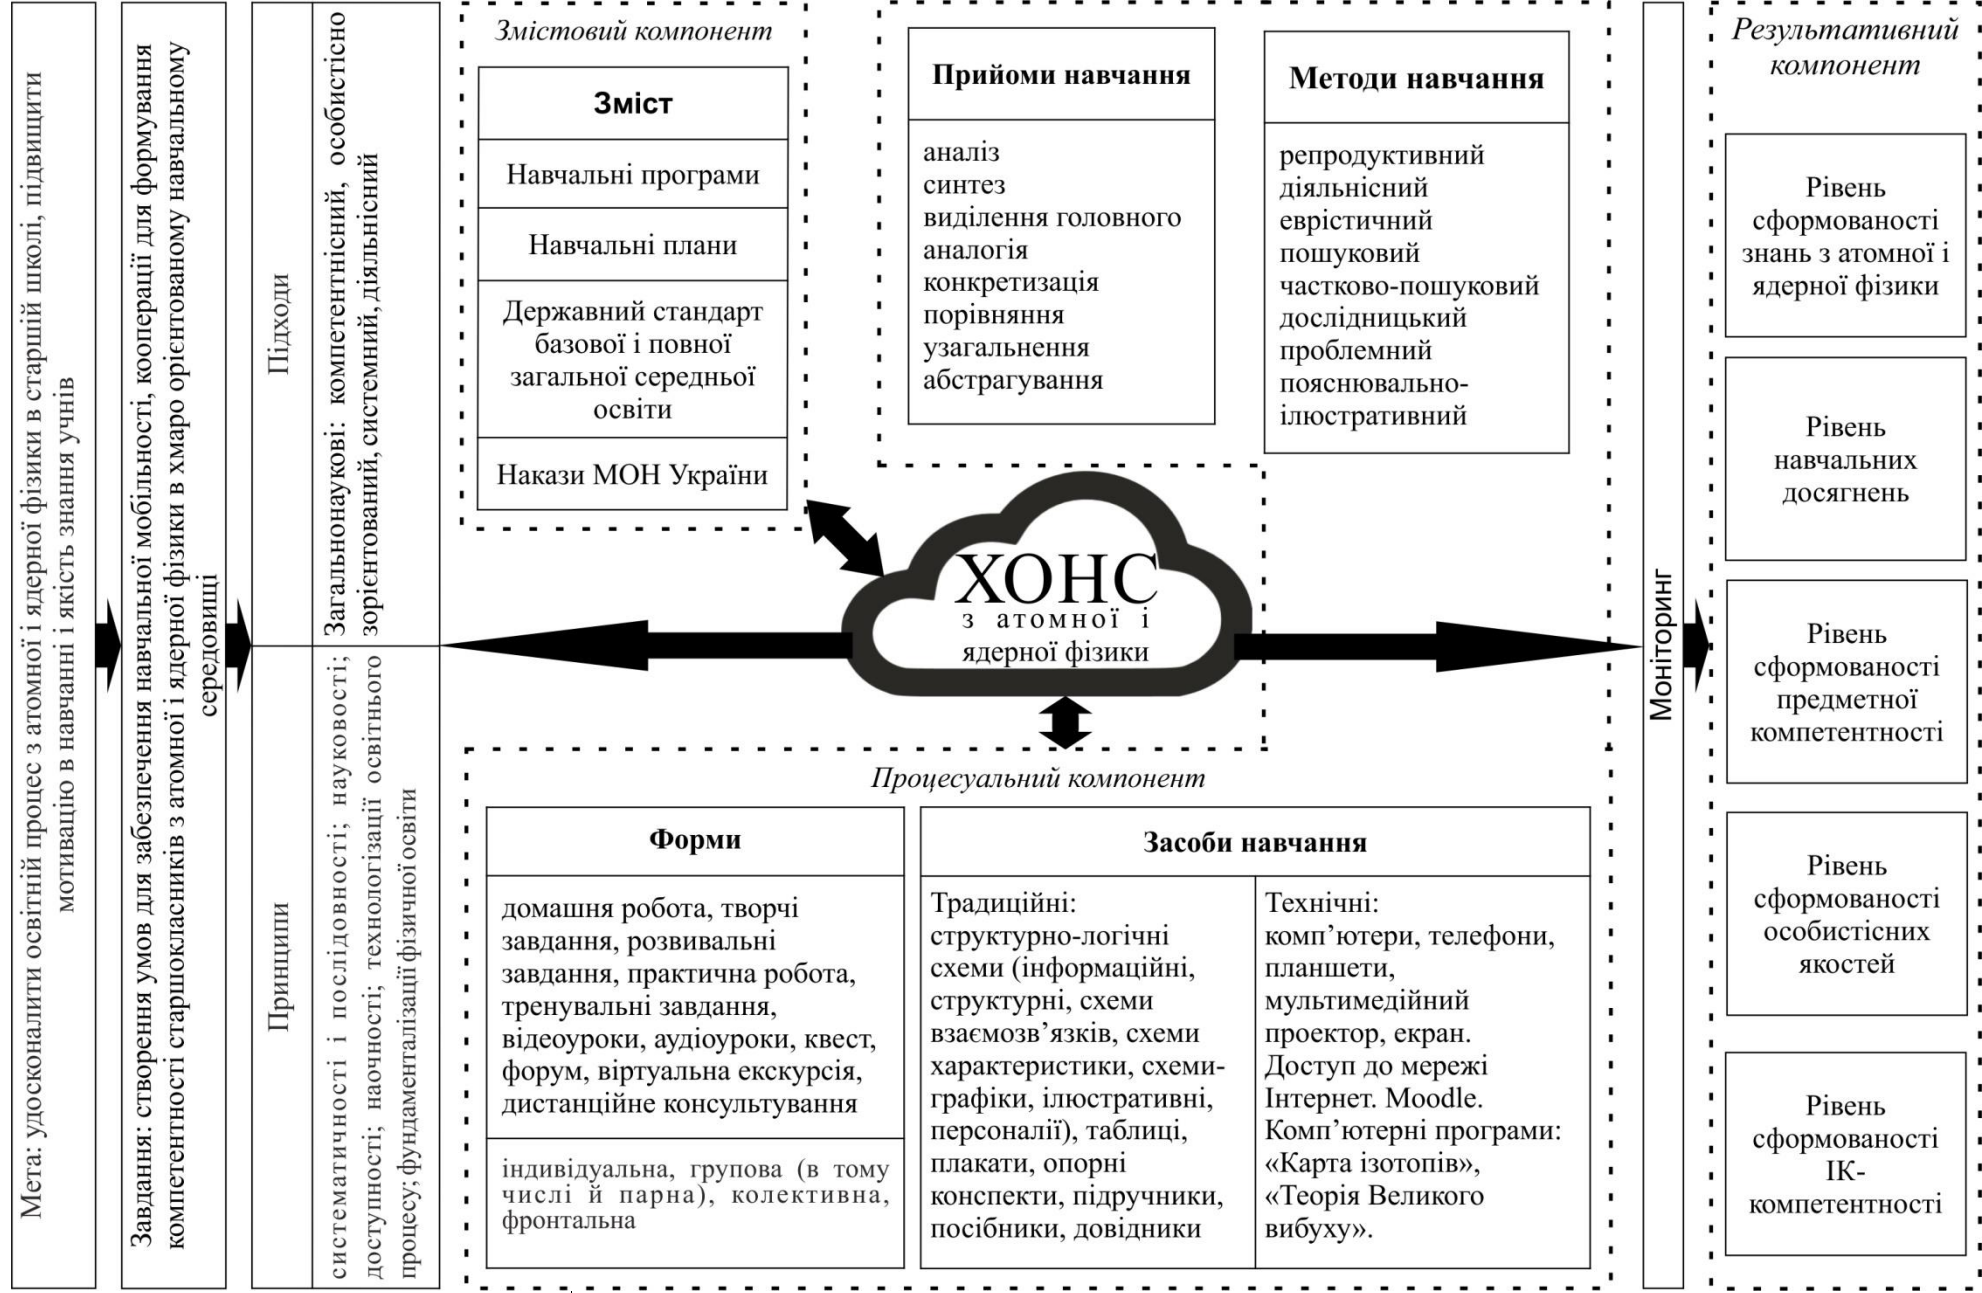 Мета: удосконалити освітній процес з атомної і ядерної фізики в старшій школі, підвищити
мотивацію в навчанні і якість знання учнів
Завдання: створення умов для забезпечення навчальної мобільності, кооперації для формування
компетентності старшокласників з атомної і ядерної фізики в хмаро орієнтованому навчальному
середовищі
Підходи
Загальнонаукові: компетентнісний, особистісно
зорієнтований, системний, діяльнісний
Принципи
систематичності і послідовності; науковості;
доступності; наочності; технологізації освітнього
процесу; фундаменталізації фізичної освіти
Змістовий компонент
Зміст
Навчальні програми
Навчальні плани
Державний стандарт
базової і повної
загальної середньої
освіти
Накази МОН України
Прийоми навчання
аналіз
синтез
виділення головного
аналогія
конкретизація
порівняння
узагальнення
абстрагування
Методи навчання
репродуктивний
діяльнісний
еврістичний
пошуковий
частково-пошуковий
дослідницький
проблемний
пояснювально-
ілюстративний
ХОНС
з атомної і
ядерної фізики
Процесуальний компонент
Форми
домашня робота, творчі
завдання, розвивальні
завдання, практична робота,
тренувальні завдання,
відеоуроки, аудіоуроки, квест,
форум, віртуальна екскурсія,
дистанційне консультування
індивідуальна, групова (в тому
числі й парна), колективна,
фронтальна
Засоби навчання
Традиційні:
структурно-логічні
схеми (інформаційні,
структурні, схеми
взаємозв’язків, схеми
характеристики, схеми-
графіки, ілюстративні,
персоналії), таблиці,
плакати, опорні
конспекти, підручники,
посібники, довідники
Технічні:
комп’ютери, телефони,
планшети,
мультимедійний
проектор, екран.
Доступ до мережі
Інтернет. Moodle.
Комп’ютерні програми:
«Карта ізотопів»,
«Теорія Великого
вибуху».
Моніторинг
Результативний
компонент
Рівень
сформованості
знань з атомної і
ядерної фізики
Рівень
навчальних
досягнень
Рівень
сформованості
предметної
компетентності
Рівень
сформованості
особистісних
якостей
Рівень
сформованості
ІК-
компетентності